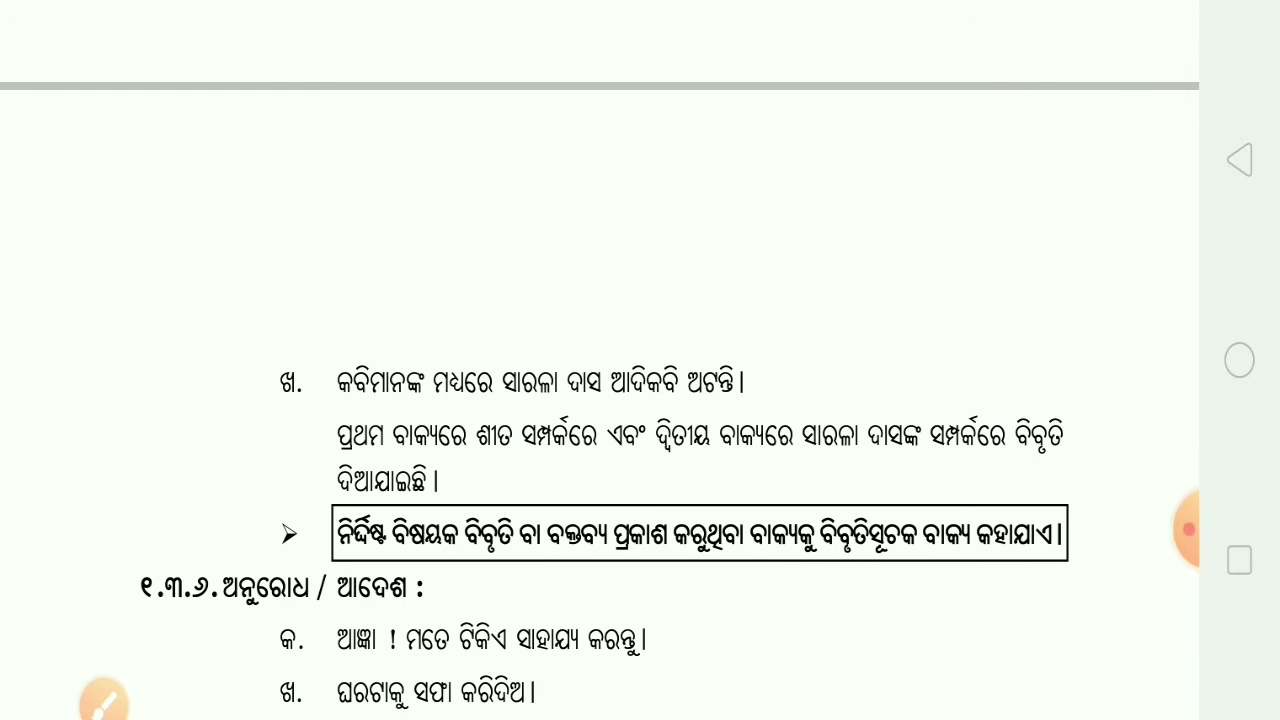 ଖ. କବିମାନଙ୍କ ମଧ୍ୟରେ ସାରଳା ଦାସ ଆଦିକବି ଅଟନ୍ତି।
ପ୍ରଥମ ବାକ୍ୟରେ ଶୀତ ସମ୍ପର୍କରେ ଏବଂ ଦ୍ୱିତୀୟ ବାକ୍ୟରେ ସାରଳା ଦାସଙ୍କ ସମ୍ପର୍କରେ ବିବୃତି
ଦିଆଯାଇଛି।
➢ ନିର୍ଦ୍ଦିଷ୍ଟ ବିଷୟକ ବିବୃତି ବା ବକ୍ତବ୍ୟ ପ୍ରକାଶ କରୁଥିବା ବାକ୍ୟକୁ ବିବୃତିସୂଚକ ବାକ୍ୟ କହାଯାଏ।
୧.୩.୬. ଅନୁରୋଧ / ଆଦେଶ :
କ. ଆଜ୍ଞା ! ମତେ ଟିକିଏ ସାହାଯ୍ୟ କରନ୍ତୁ।
ଖ. ଘରଟାକୁ ସଫା କରିଦିଅ।